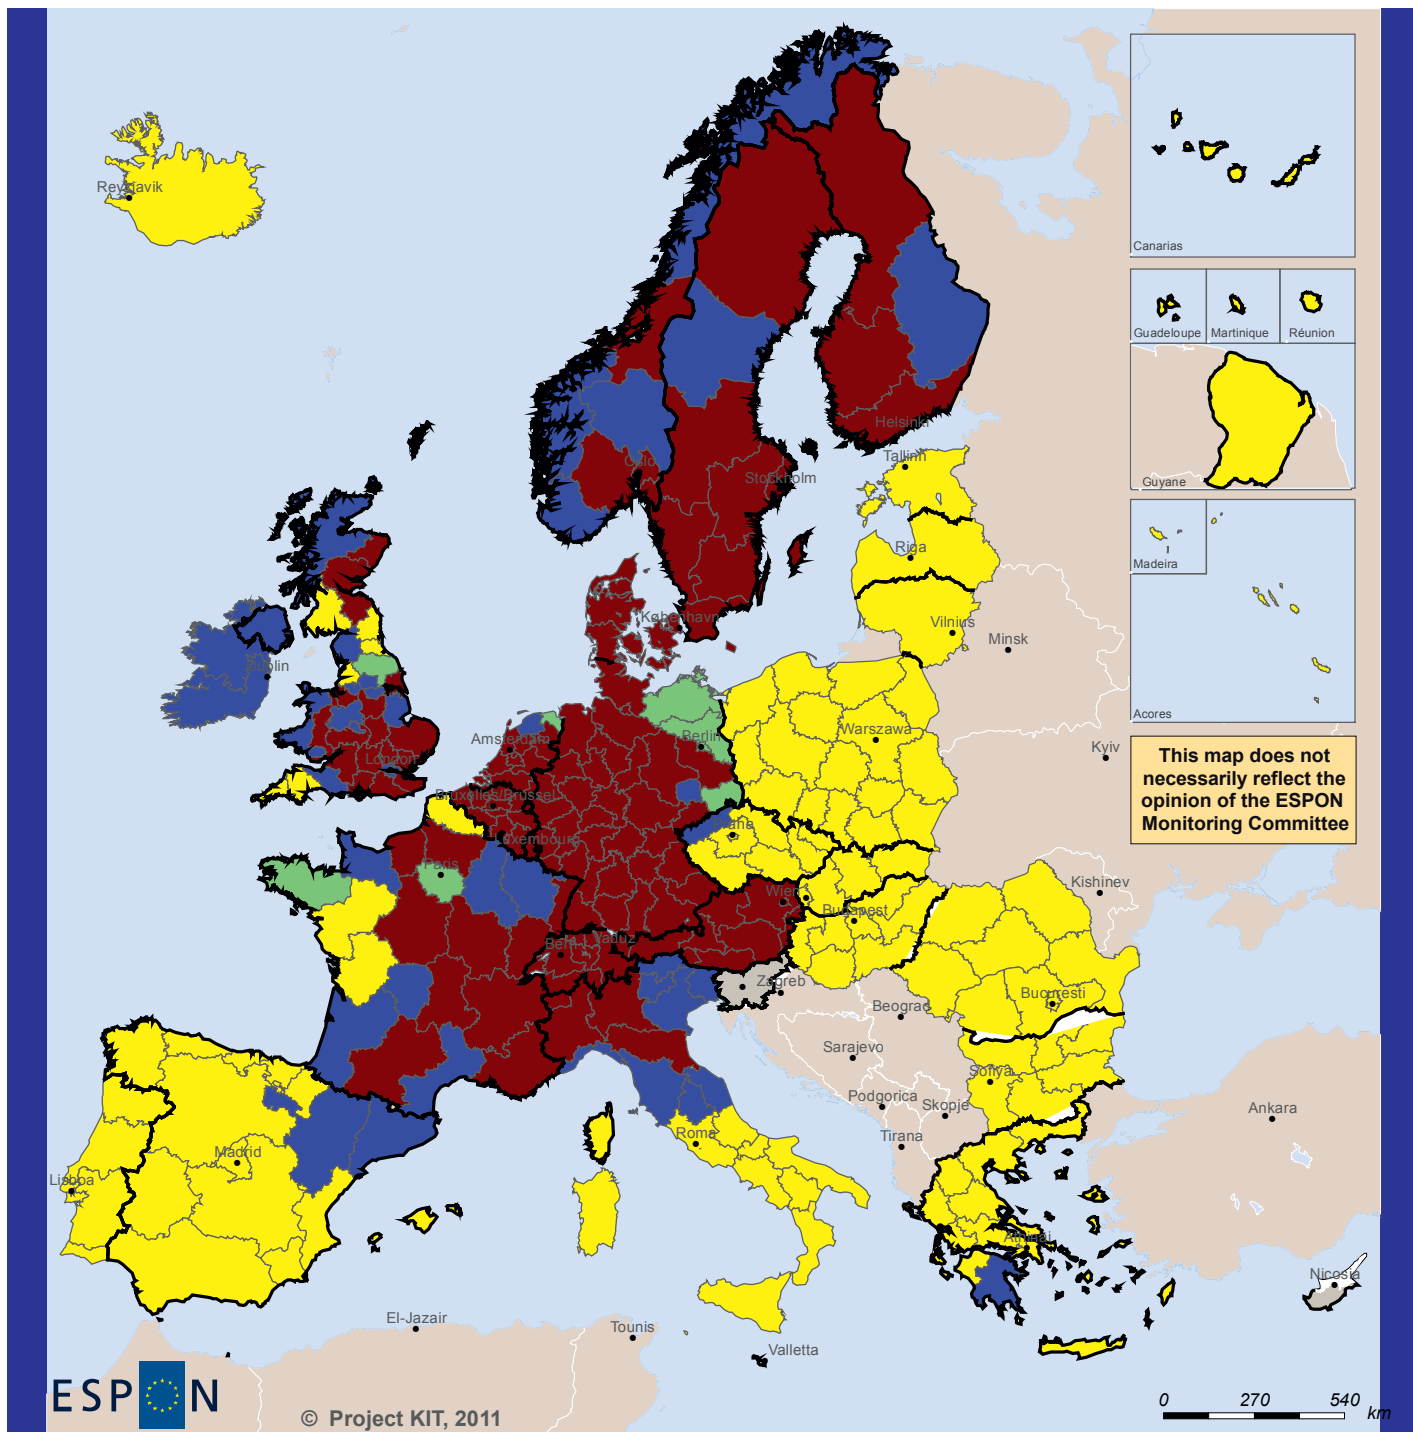 Reykjavik
Canarias
Guadeloupe
Martinique
Réunion
Guyane
Madeira
Acores
Helsinki
Oslo
Stockholm
Tallinn
Riga
København
Vilnius
Minsk
Dublin
Amsterdam
Berlin
Warszawa
London
Kyiv
This map does not
necessarily reflect the
opinion of the ESPON
Monitoring Committee
Bruxelles/Brussel
Luxembourg
Praha
Paris
Wien
Kishinev
Budapest
Bern
Vaduz
Zagreb
Bucuresti
Beograd
Sarajevo
Sofiya
Podgorica
Skopje
Ankara
Roma
Tirana
Madrid
Lisboa
Athinai
Nicosia
El-Jazair
Tounis
Valletta
ESPON
© Project KIT, 2011
0 270 540
km